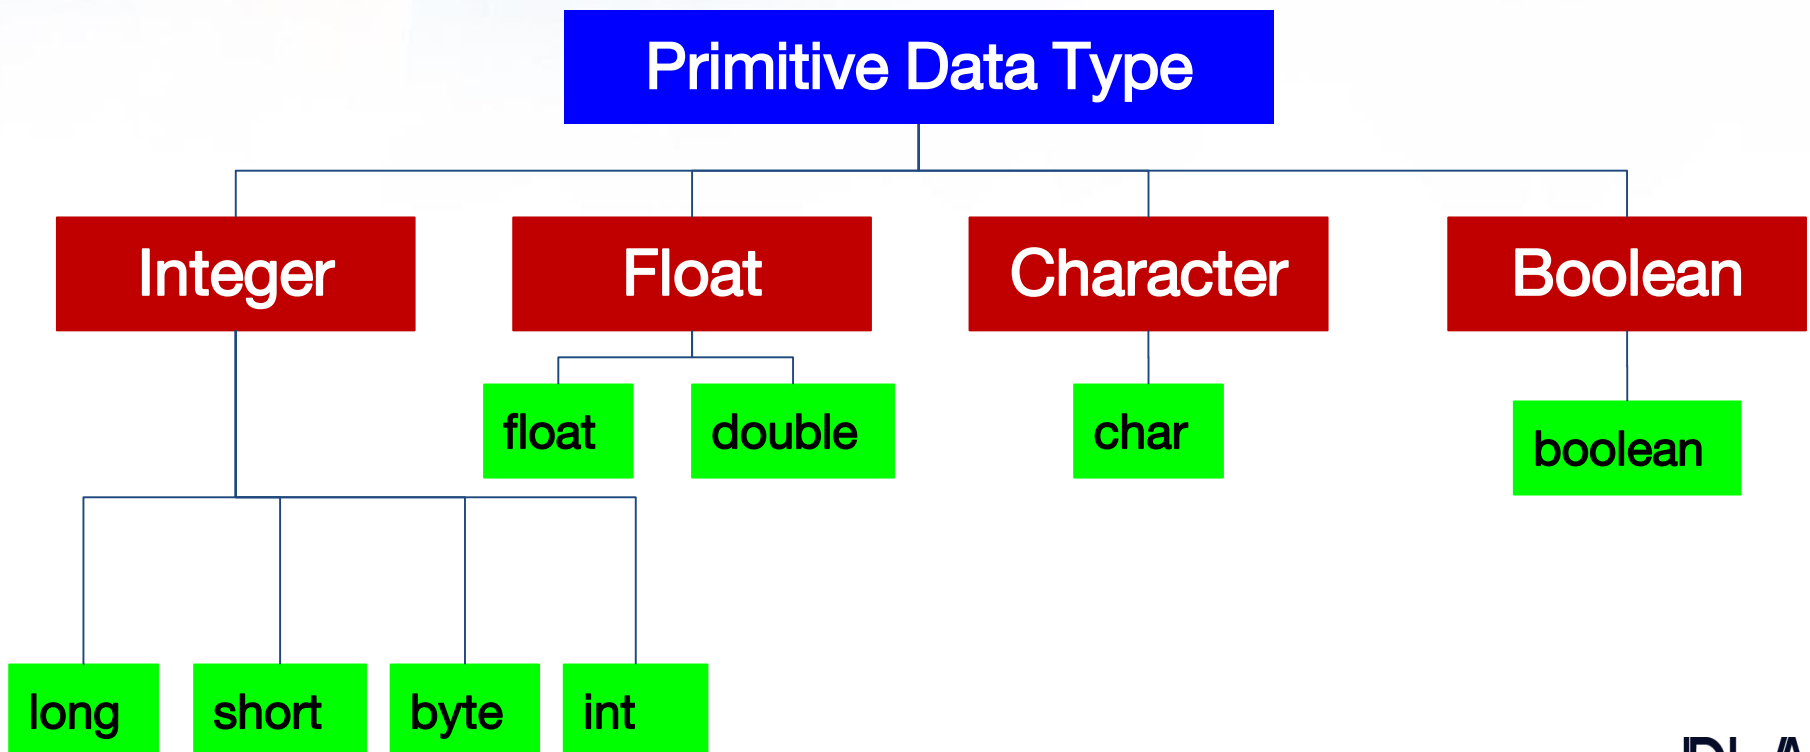 Primitive Data Type
Integer
Float
Character
Boolean
float
double
char
boolean
long
short
byte
int